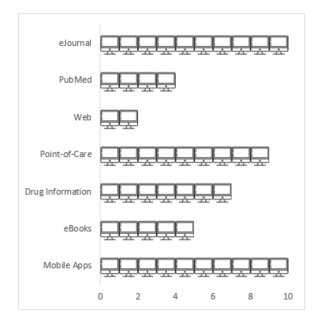 eJournal
PubMed
Web
Point-of-Care
Drug Information
eBooks
Mobile Apps
0 2 4 6 8 10